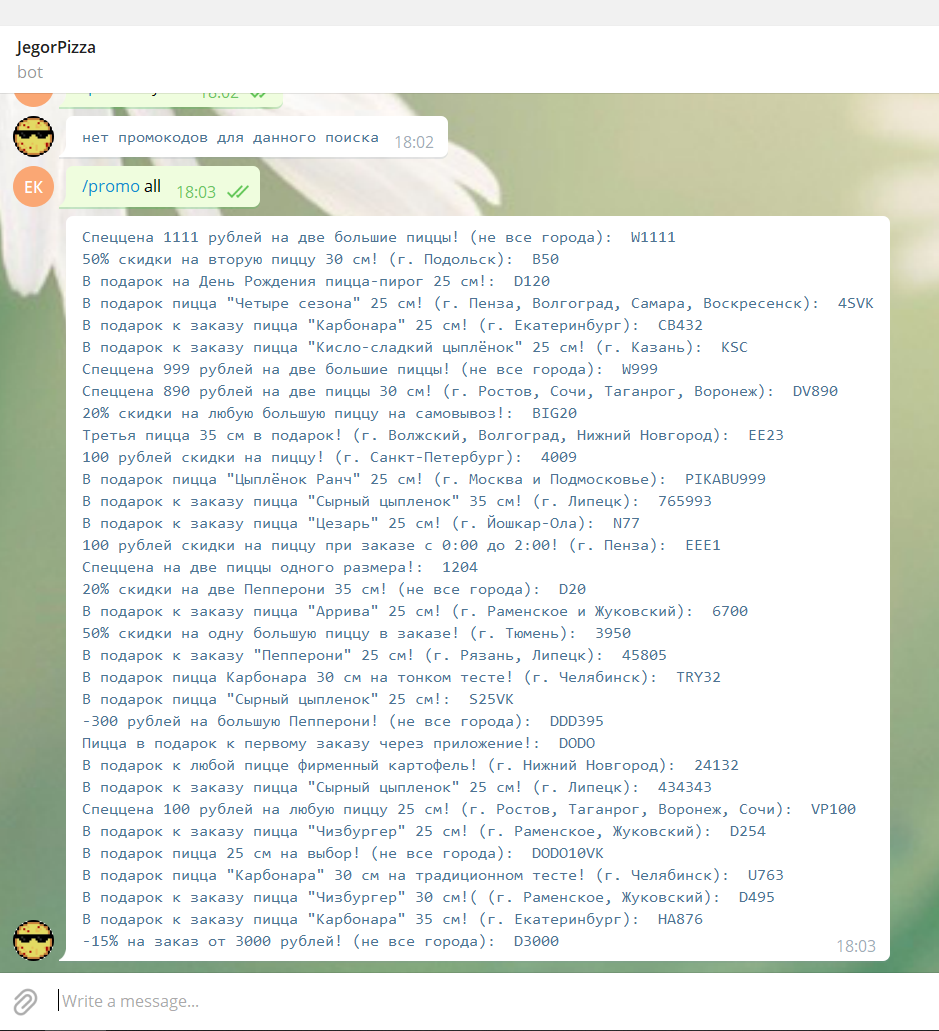 JegorPizza
bot
18:02
нет промокодов для данного поиска 18:02
EK /promo all 18:03
Спеццена 1111 рублей на две большие пиццы! (не все города): W1111
50% скидки на вторую пиццу 30 см! (г. Подольск): B50
В подарок на День Рождения пицца-пирог 25 см!: D120
В подарок пицца "Четыре сезона" 25 см! (г. Пенза, Волгоград, Самара, Воскресенск): 4SVK
В подарок к заказу пицца "Карбонара" 25 см! (г. Екатеринбург): CB432
В подарок к заказу пицца "Кисло-сладкий цыплёнок" 25 см! (г. Казань): KSC
Спеццена 999 рублей на две большие пиццы! (не все города): W999
Спеццена 890 рублей на две пиццы 30 см! (г. Ростов, Сочи, Таганрог, Воронеж): DV890
20% скидки на любую большую пиццу на самовывоз!: BIG20
Третья пицца 35 см в подарок! (г. Волжский, Волгоград, Нижний Новгород): EE23
100 рублей скидки на пиццу! (г. Санкт-Петербург): 4009
В подарок пицца "Цыплёнок Ранч" 25 см! (г. Москва и Подмосковье): PIKABU999
В подарок к заказу пицца "Сырный цыпленок" 35 см! (г. Липецк): 765993
В подарок к заказу пицца "Цезарь" 25 см! (г. Йошкар-Ола): N77
100 рублей скидки на пиццу при заказе с 0:00 до 2:00! (г. Пенза): EEE1
Спеццена на две пиццы одного размера!: 1204
20% скидки на две Пепперони 35 см! (не все города): D20
В подарок к заказу пицца "Аррива" 25 см! (г. Раменское и Жуковский): 6700
50% скидки на одну большую пиццу в заказе! (г. Тюмень): 3950
В подарок к заказу "Пепперони" 25 см! (г. Рязань, Липецк): 45805
В подарок пицца Карбонара 30 см на тонком тесте! (г. Челябинск): TRY32
В подарок пицца "Сырный цыпленок" 25 см!: S25VK
-300 рублей на большую Пепперони! (не все города): DDD395
Пицца в подарок к первому заказу через приложение!: DODO
В подарок к любой пицце фирменный картофель! (г. Нижний Новгород): 24132
В подарок к заказу пицца "Сырный цыпленок" 25 см! (г. Липецк): 434343
Спеццена 100 рублей на любую пиццу 25 см! (г. Ростов, Таганрог, Воронеж, Сочи): VP100
В подарок к заказу пицца "Чизбургер" 25 см! (г. Раменское, Жуковский): D254
В подарок пицца 25 см на выбор! (не все города): DODO10VK
В подарок пицца "Карбонара" 30 см на традиционном тесте! (г. Челябинск): U763
В подарок к заказу пицца "Чизбургер" 30 см!( (г. Раменское, Жуковский): D495
В подарок к заказу пицца "Карбонара" 35 см! (г. Екатеринбург): HA876
-15% на заказ от 3000 рублей! (не все города): D3000
18:03
Write a message...